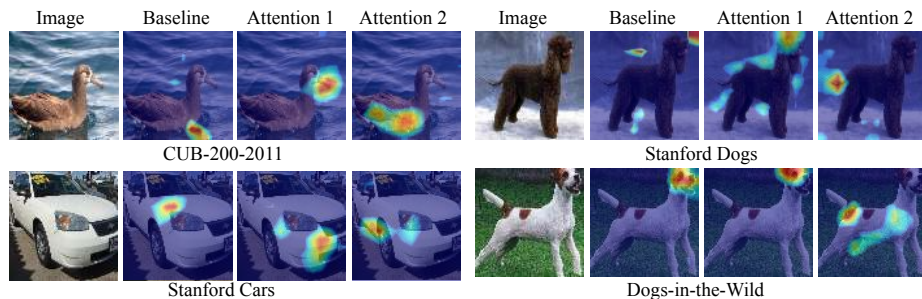 Image Baseline Attention 1 Attention 2
CUB-200-2011
Stanford Cars
Image Baseline Attention 1 Attention 2
Stanford Dogs
Dogs-in-the-Wild